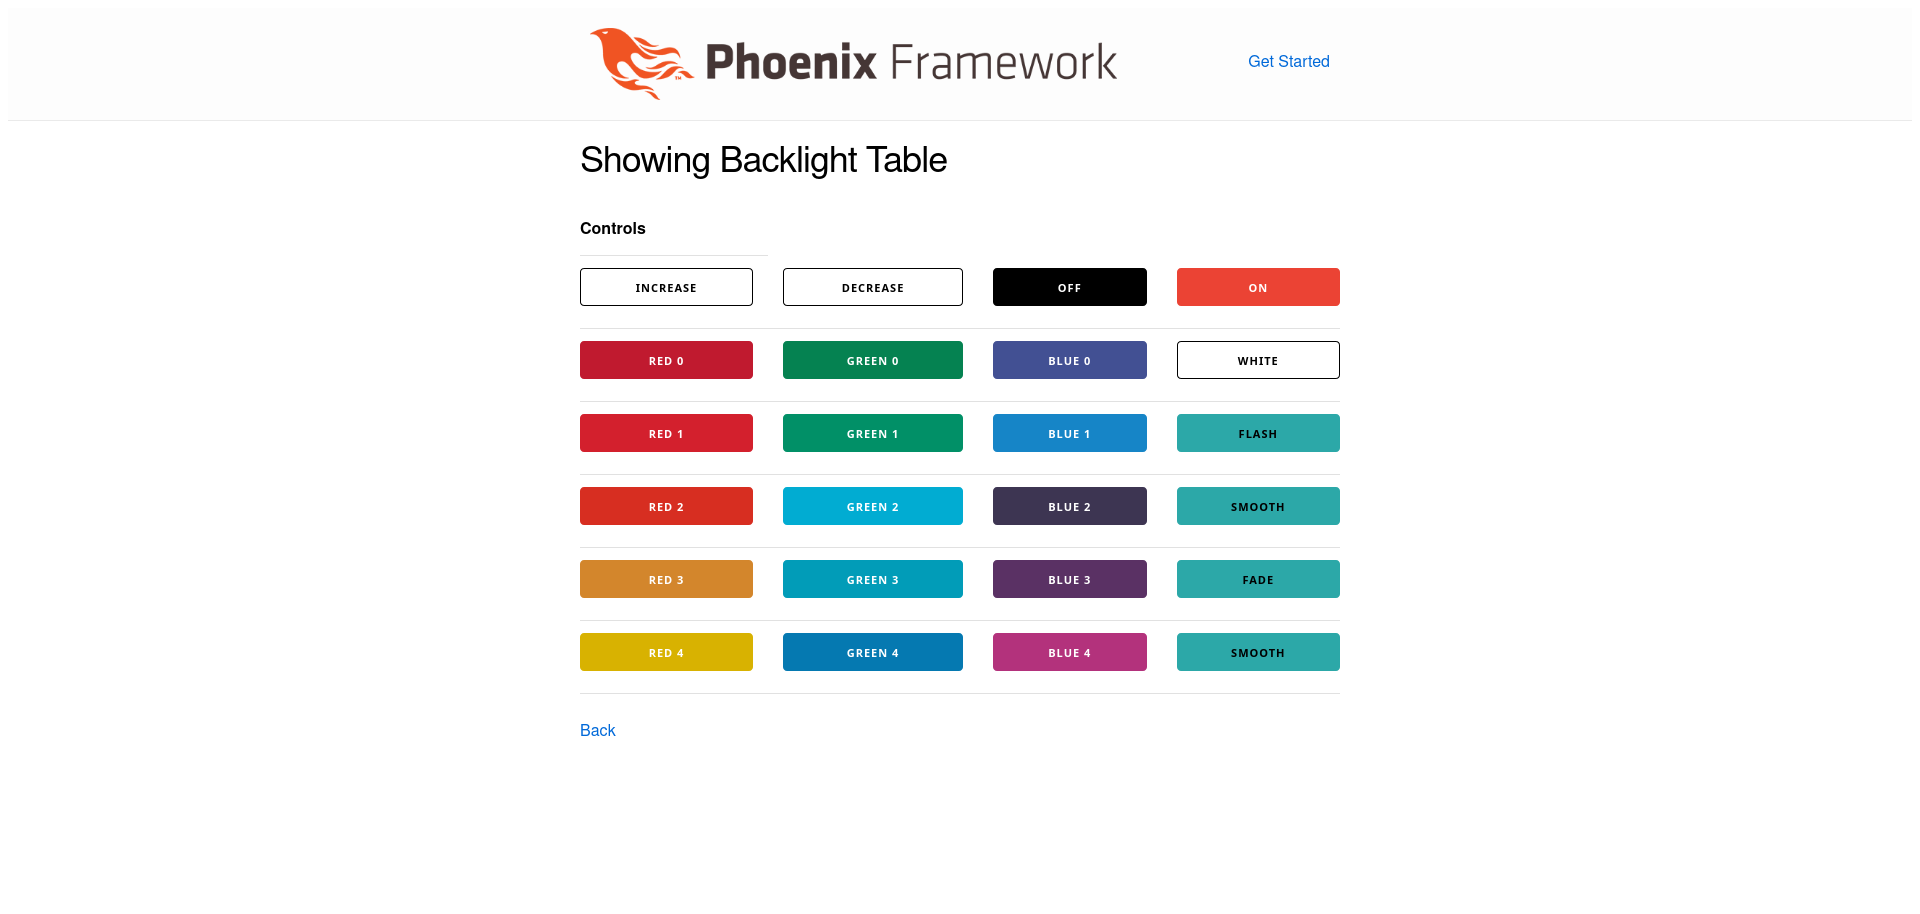 Phoenix Framework
Get Started
Showing Backlight Table
Controls
INCREASE DECREASE OFF ON
RED 0 GREEN 0 BLUE 0 WHITE
RED 1 GREEN 1 BLUE 1 FLASH
RED 2 GREEN 2 BLUE 2 SMOOTH
RED 3 GREEN 3 BLUE 3 FADE
RED 4 GREEN 4 BLUE 4 SMOOTH
Back